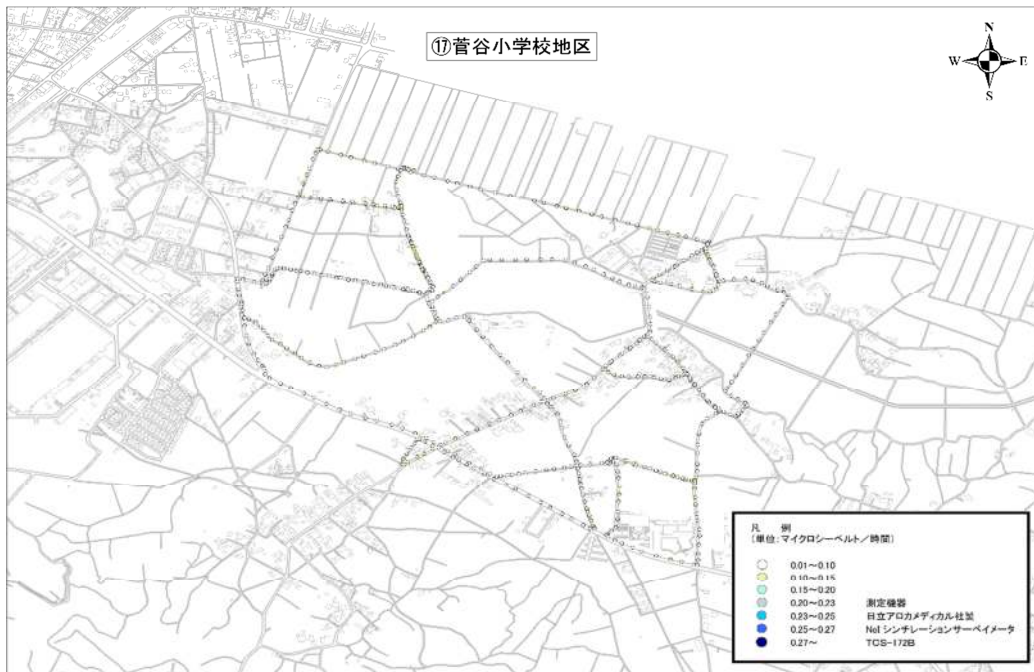 ⑰菅谷小学校地区
N
W E
S
凡 例
(単位:マイクロシーベルト/時間)
0.01~0.10
0.10~0.15
0.15~0.20
0.20~0.23 測定機器
0.23~0.25 日立アロカメディカル社製
0.25~0.27 NaI シンチレーションサーベイメータ
0.27~ TCS-172B